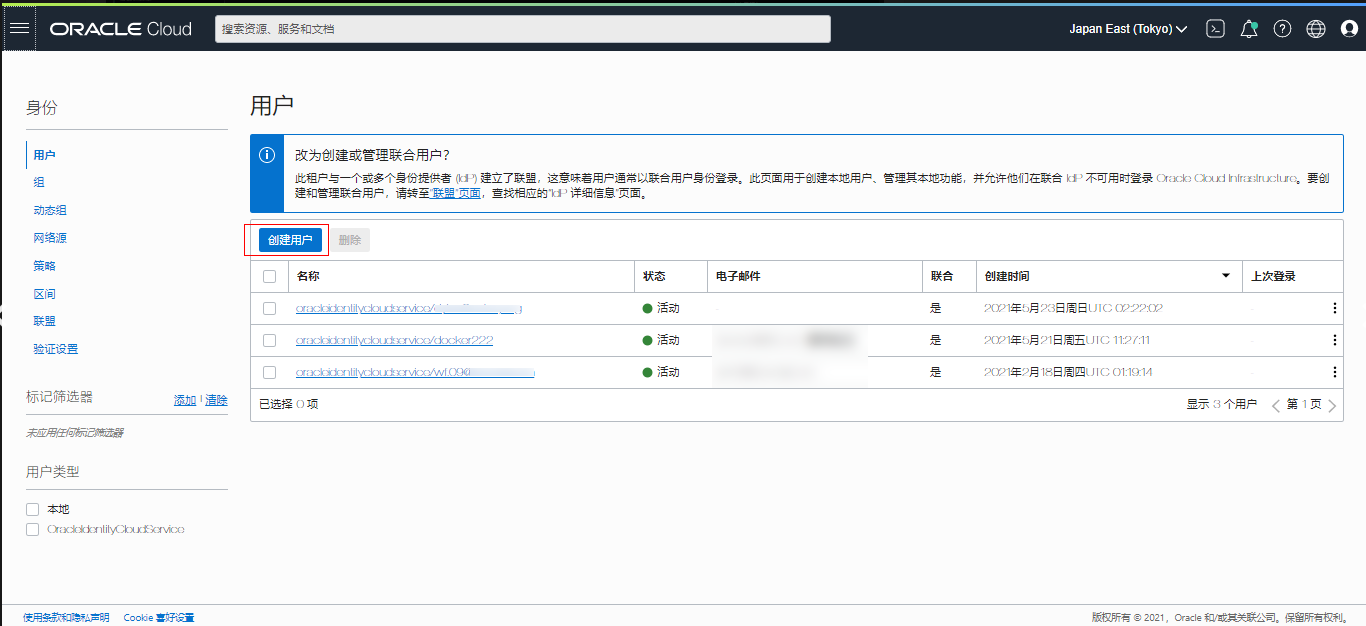 ORACLE Cloud
搜索资源、服务和文档
Japan East (Tokyo)
身份
用户
组
动态组
网络源
策略
区间
联盟
验证设置
标记筛选器
添加 | 清除
未应用任何标记筛选器
用户类型
本地
OracleIdentityCloudService
用户
改为创建或管理联合用户？
此租户与一个或多个身份提供者 (IdP) 建立了联盟，这意味着用户通常以联合用户身份登录。此页面用于创建本地用户、管理其本地功能，并允许他们在联合 IdP 不可用时登录 Oracle Cloud Infrastructure。要创
建和管理联合用户，请转至"联盟"页面，查找相应的"IdP 详细信息"页面。
创建用户 删除
名称 状态 电子邮件 联合 创建时间 上次登录
oracleidentitycloudservice/ 活动 是 2021年5月23日周日UTC 02:22:02
oracleidentitycloudservice/docker222 活动 是 2021年5月21日周五UTC 11:27:11
oracleidentitycloudservice/ 活动 是 2021年2月18日周四UTC 01:19:14
已选择 0 项 显示 3 个用户 第 1 页
使用条款和隐私声明 Cookie 喜好设置
版权所有 © 2021，Oracle 和/或其关联公司。保留所有权利。